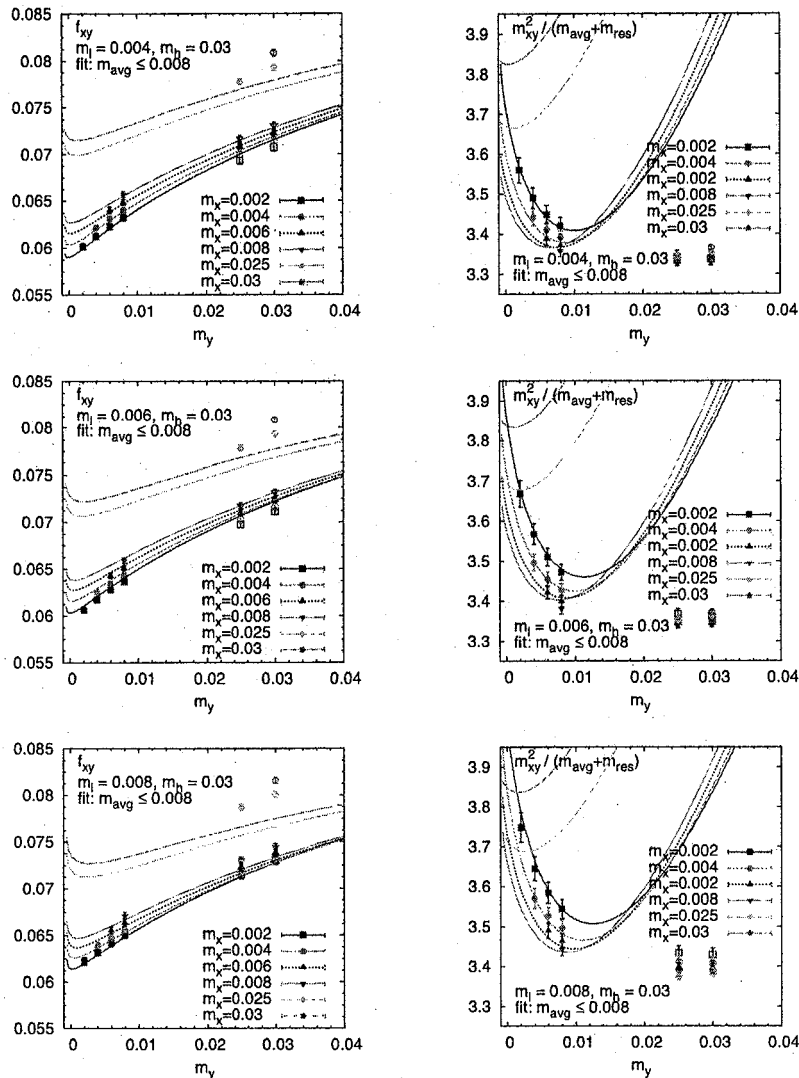 0.085
0.08
0.075
0.07
0.065
0.06
0.055
f_xy
m_l = 0.004, m_h = 0.03
fit: m_avg ≤ 0.008
m_x=0.002
m_x=0.004
m_x=0.006
m_x=0.008
m_x=0.025
m_x=0.03
0 0.01 0.02 0.03 0.04
m_y
3.9
3.8
3.7
3.6
3.5
3.4
3.3
m²_xy / (m_avg+m_res)
m_x=0.002
m_x=0.004
m_x=0.002
m_x=0.008
m_x=0.025
m_x=0.03
m_l = 0.004, m_h = 0.03
fit: m_avg ≤ 0.008
0 0.01 0.02 0.03 0.04
m_y
0.085
0.08
0.075
0.07
0.065
0.06
0.055
f_xy
m_l = 0.006, m_h = 0.03
fit: m_avg ≤ 0.008
m_x=0.002
m_x=0.004
m_x=0.006
m_x=0.008
m_x=0.025
m_x=0.03
0 0.01 0.02 0.03 0.04
m_y
3.9
3.8
3.7
3.6
3.5
3.4
3.3
m²_xy / (m_avg+m_res)
m_x=0.002
m_x=0.004
m_x=0.002
m_x=0.008
m_x=0.025
m_x=0.03
m_l = 0.006, m_h = 0.03
fit: m_avg ≤ 0.008
0 0.01 0.02 0.03 0.04
m_y
0.085
0.08
0.075
0.07
0.065
0.06
0.055
f_xy
m_l = 0.008, m_h = 0.03
fit: m_avg ≤ 0.008
m_x=0.002
m_x=0.004
m_x=0.006
m_x=0.008
m_x=0.025
m_x=0.03
0 0.01 0.02 0.03 0.04
m_y
3.9
3.8
3.7
3.6
3.5
3.4
3.3
m²_xy / (m_avg+m_res)
m_x=0.002
m_x=0.004
m_x=0.002
m_x=0.008
m_x=0.025
m_x=0.03
m_l = 0.008, m_h = 0.03
fit: m_avg ≤ 0.008
0 0.01 0.02 0.03 0.04
m_y